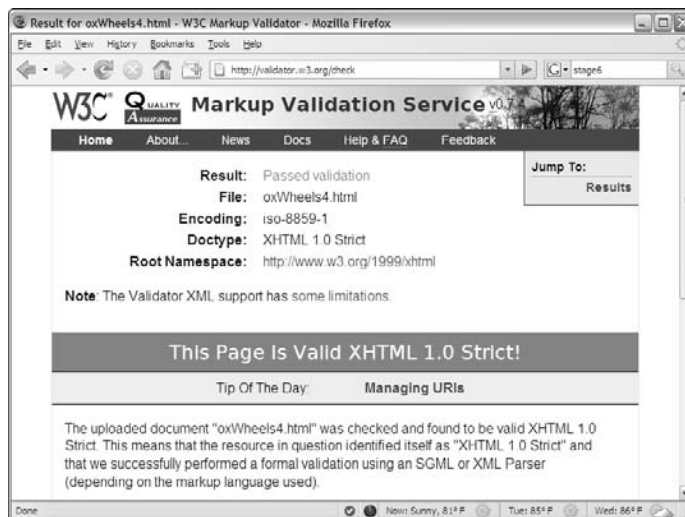 Result for oxWheels4.html - W3C Markup Validator - Mozilla Firefox
File Edit View History Bookmarks Tools Help
http://validator.w3.org/check
G stage6
W3C® QUALITY Assurance Markup Validation Service v0.7.4
Home About... News Docs Help & FAQ Feedback
Jump To:
Results
Result: Passed validation
File: oxWheels4.html
Encoding: iso-8859-1
Doctype: XHTML 1.0 Strict
Root Namespace: http://www.w3.org/1999/xhtml
Note: The Validator XML support has some limitations.
This Page Is Valid XHTML 1.0 Strict!
Tip Of The Day: Managing URIs
The uploaded document "oxWheels4.html" was checked and found to be valid XHTML 1.0
Strict. This means that the resource in question identified itself as "XHTML 1.0 Strict" and
that we successfully performed a formal validation using an SGML or XML Parser
(depending on the markup language used).
Done Now: Sunny, 81° F Tue: 85° F Wed: 86° F